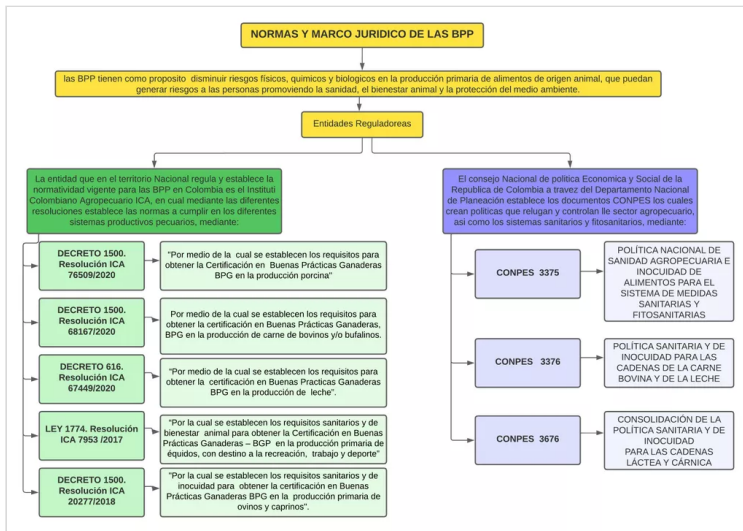 NORMAS Y MARCO JURIDICO DE LAS BPP
las BPP tienen como proposito disminuir riesgos físicos, quimicos y biologicos en la producción primaria de alimentos de origen animal, que puedan
generar riesgos a las personas promoviendo la sanidad, el bienestar animal y la protección del medio ambiente.
Entidades Reguladoreas
La entidad que en el territorio Nacional regula y establece la
normatividad vigente para las BPP en Colombia es el Instituti
Colombiano Agropecuario ICA, en cual mediante las diferentes
resoluciones establece las normas a cumplir en los diferentes
sistemas productivos pecuarios, mediante:
DECRETO 1500.
Resolución ICA
76509/2020
"Por medio de la cual se establecen los requisitos para
obtener la Certificación en Buenas Prácticas Ganaderas
BPG en la producción porcina"
DECRETO 1500.
Resolución ICA
68167/2020
Por medio de la cual se establecen los requisitos para
obtener la certificación en Buenas Prácticas Ganaderas,
BPG en la producción de carne de bovinos y/o bufalinos.
DECRETO 616.
Resolución ICA
67449/2020
"Por medio de la cual se establecen los requisitos para
obtener la certificación en Buenas Practicas Ganaderas
BPG en la producción de leche".
LEY 1774. Resolución
ICA 7953 /2017
"Por la cual se establecen los requisitos sanitarios y de
bienestar animal para obtener la Certificación en Buenas
Prácticas Ganaderas – BGP en la producción primaria de
équidos, con destino a la recreación, trabajo y deporte"
DECRETO 1500.
Resolución ICA
20277/2018
"Por la cual se establecen los requisitos sanitarios y de
inocuidad para obtener la certificación en Buenas
Prácticas Ganaderas BPG en la producción primaria de
ovinos y caprinos".
El consejo Nacional de politica Economica y Social de la
Republica de Colombia a travez del Departamento Nacional
de Planeación establece los documentos CONPES los cuales
crean politicas que relugan y controlan lle sector agropecuario,
asi como los sistemas sanitarios y fitosanitarios, mediante:
CONPES 3375
POLÍTICA NACIONAL DE
SANIDAD AGROPECUARIA E
INOCUIDAD DE
ALIMENTOS PARA EL
SISTEMA DE MEDIDAS
SANITARIAS Y
FITOSANITARIAS
CONPES 3376
POLÍTICA SANITARIA Y DE
INOCUIDAD PARA LAS
CADENAS DE LA CARNE
BOVINA Y DE LA LECHE
CONPES 3676
CONSOLIDACIÓN DE LA
POLÍTICA SANITARIA Y DE
INOCUIDAD
PARA LAS CADENAS
LÁCTEA Y CÁRNICA